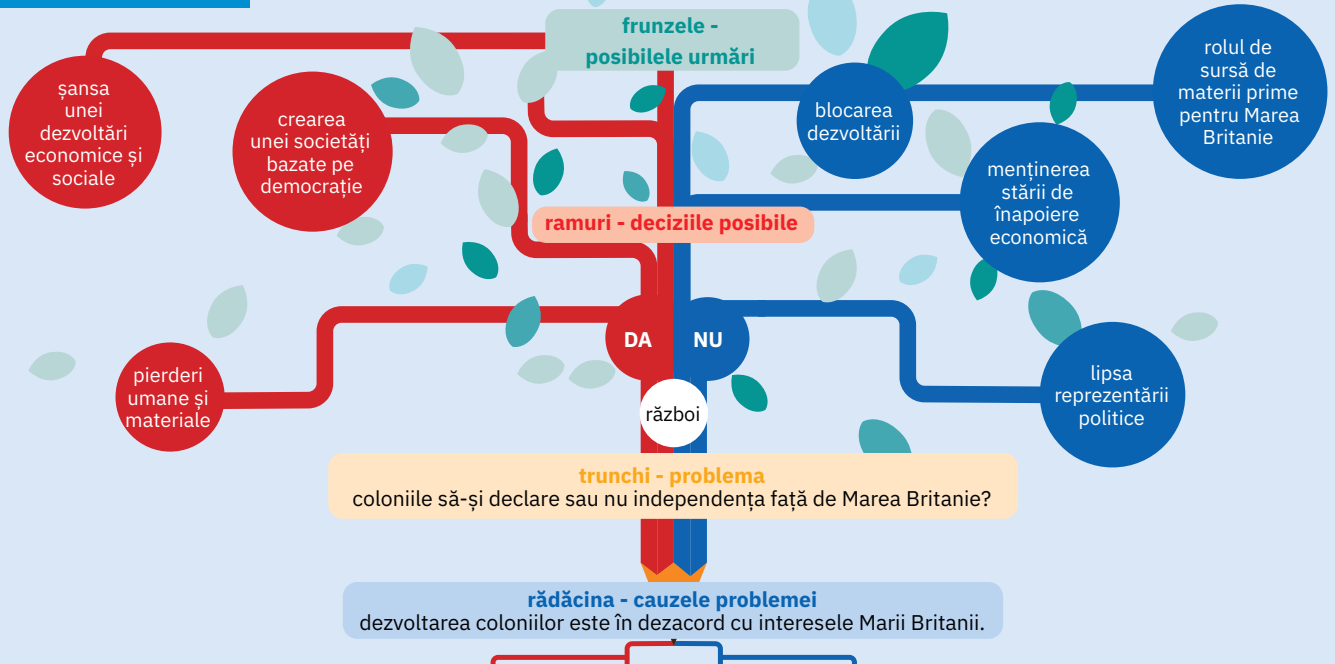 frunzele -
posibilele urmări
șansa
unei
dezvoltări
economice și
sociale
crearea
unei societăți
bazate pe
democrație
blocarea
dezvoltării
rolul de
sursă de
materii prime
pentru Marea
Britanie
menținerea
stării de
înapoiere
economică
ramuri - deciziile posibile
DA
NU
pierderi
umane și
materiale
război
lipsa
reprezentării
politice
trunchi - problema
coloniile să-și declare sau nu independența față de Marea Britanie?
rădăcina - cauzele problemei
dezvoltarea coloniilor este în dezacord cu interesele Marii Britanii.